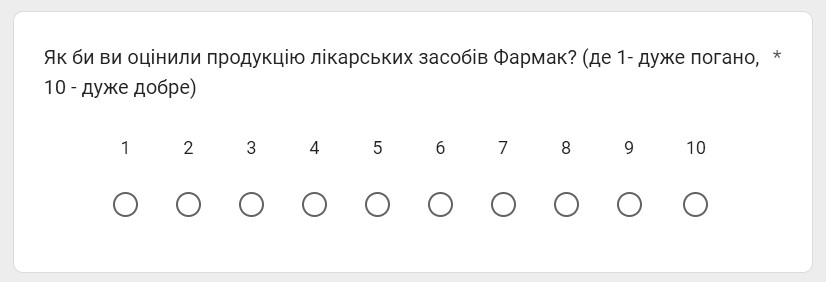 Як би ви оцінили продукцію лікарських засобів Фармак? (де 1- дуже погано, *
10 - дуже добре)
1 2 3 4 5 6 7 8 9 10